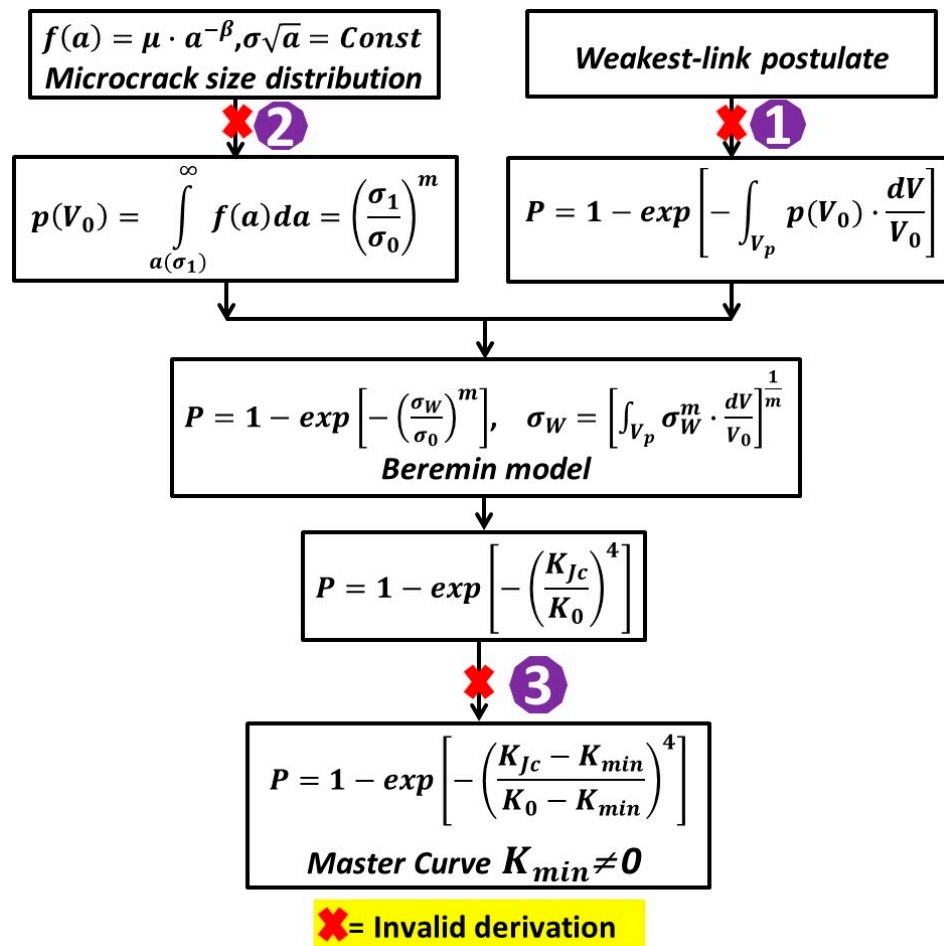 f(a) = μ · a^{−β}, σ√a = Const
Microcrack size distribution
Weakest-link postulate
✖ 2
✖ 1
p(V_0) = ∫_{a(σ_1)}^{∞} f(a)da = (σ_1/σ_0)^m
P = 1 − exp[−∫_{V_p} p(V_0) · dV/V_0]
P = 1 − exp[−(σ_W/σ_0)^m], σ_W = [∫_{V_p} σ_W^m · dV/V_0]^{1/m}
Beremin model
P = 1 − exp[−(K_{Jc}/K_0)^4]
✖ 3
P = 1 − exp[−((K_{Jc} − K_{min})/(K_0 − K_{min}))^4]
Master Curve K_{min}≠0
✖= Invalid derivation